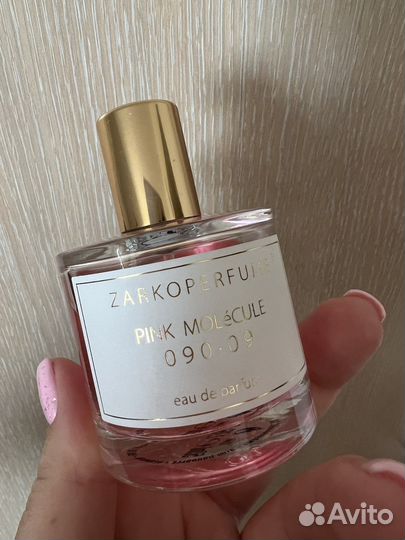 ZARKOPERFUME
PINK MOLéCULE
090·09
eau de parfum
Avito